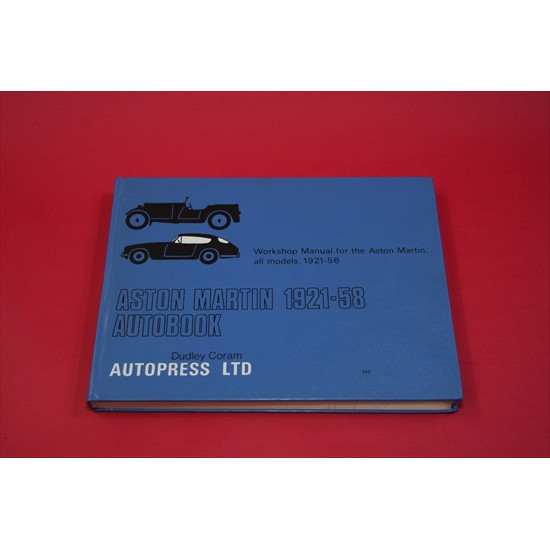 Workshop Manual for the Aston Martin,
all models, 1921-58
ASTON MARTIN 1921-58
AUTOBOOK
Dudley Coram
AUTOPRESS LTD